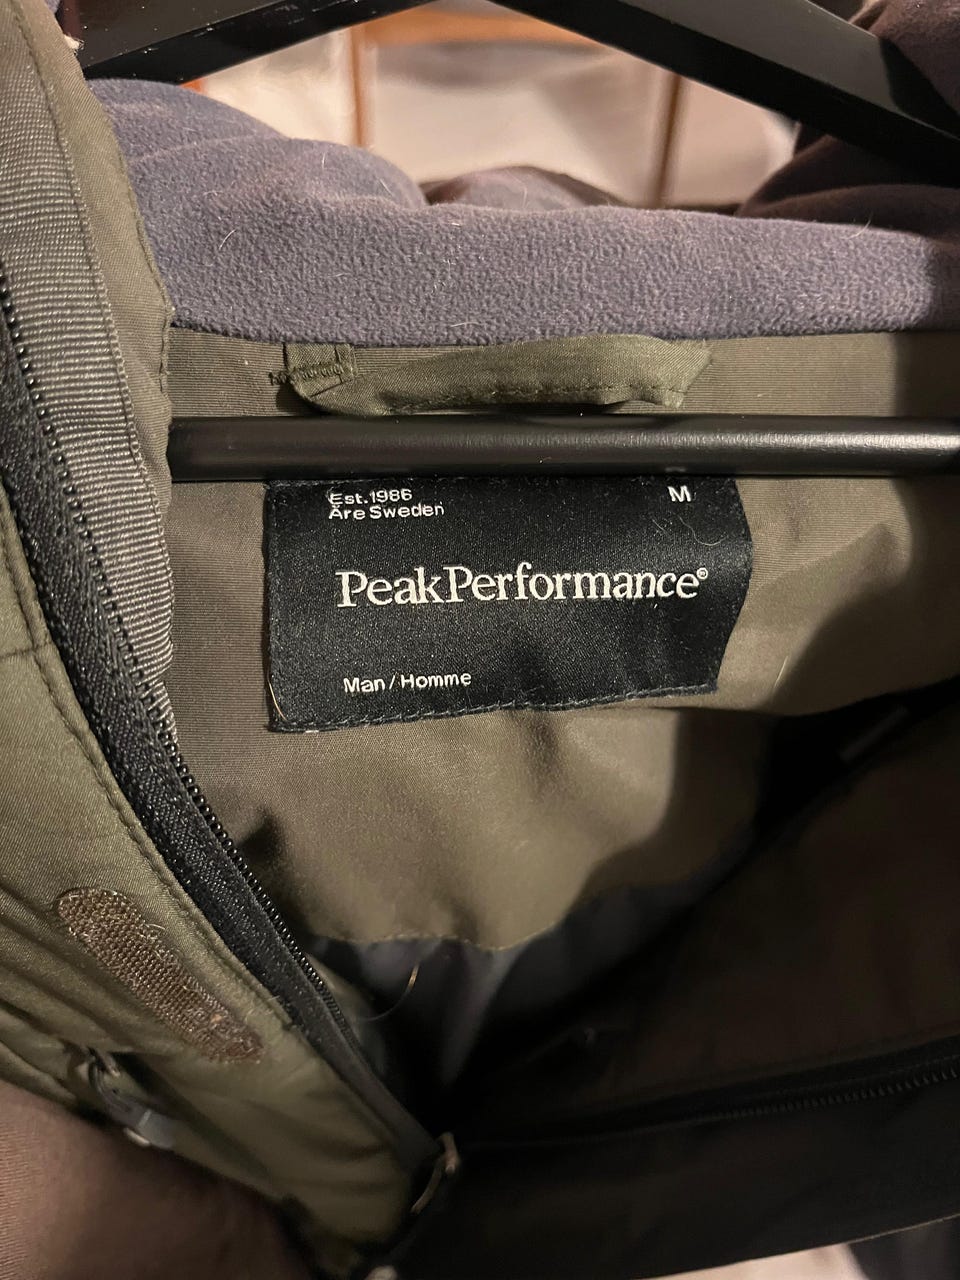 Est.1986
Åre Sweden
M
PeakPerformance®
Man/Homme